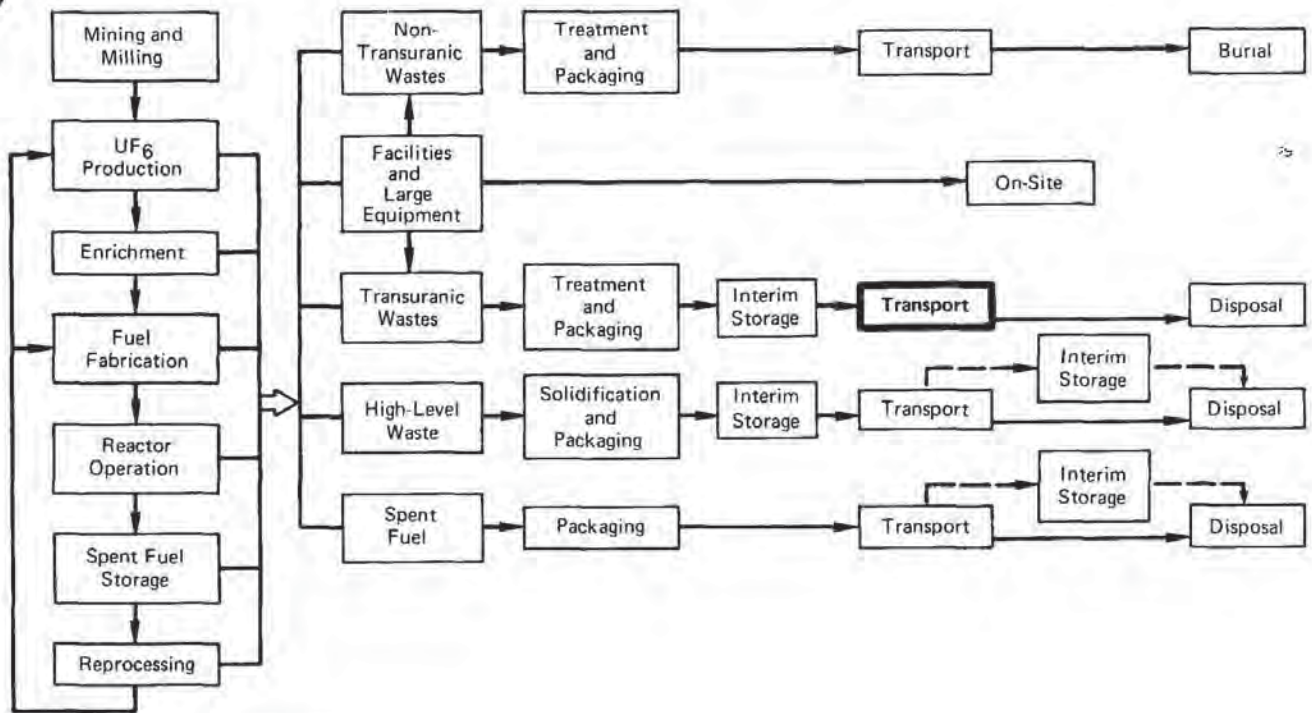 Mining and
Milling
UF6
Production
Enrichment
Fuel
Fabrication
Reactor
Operation
Spent Fuel
Storage
Reprocessing
Non-
Transuranic
Wastes
Treatment
and
Packaging
Transport
Burial
Facilities
and
Large
Equipment
On-Site
Transuranic
Wastes
Treatment
and
Packaging
Interim
Storage
Transport
Disposal
High-Level
Waste
Solidification
and
Packaging
Interim
Storage
Transport
Interim
Storage
Disposal
Spent
Fuel
Packaging
Transport
Interim
Storage
Disposal